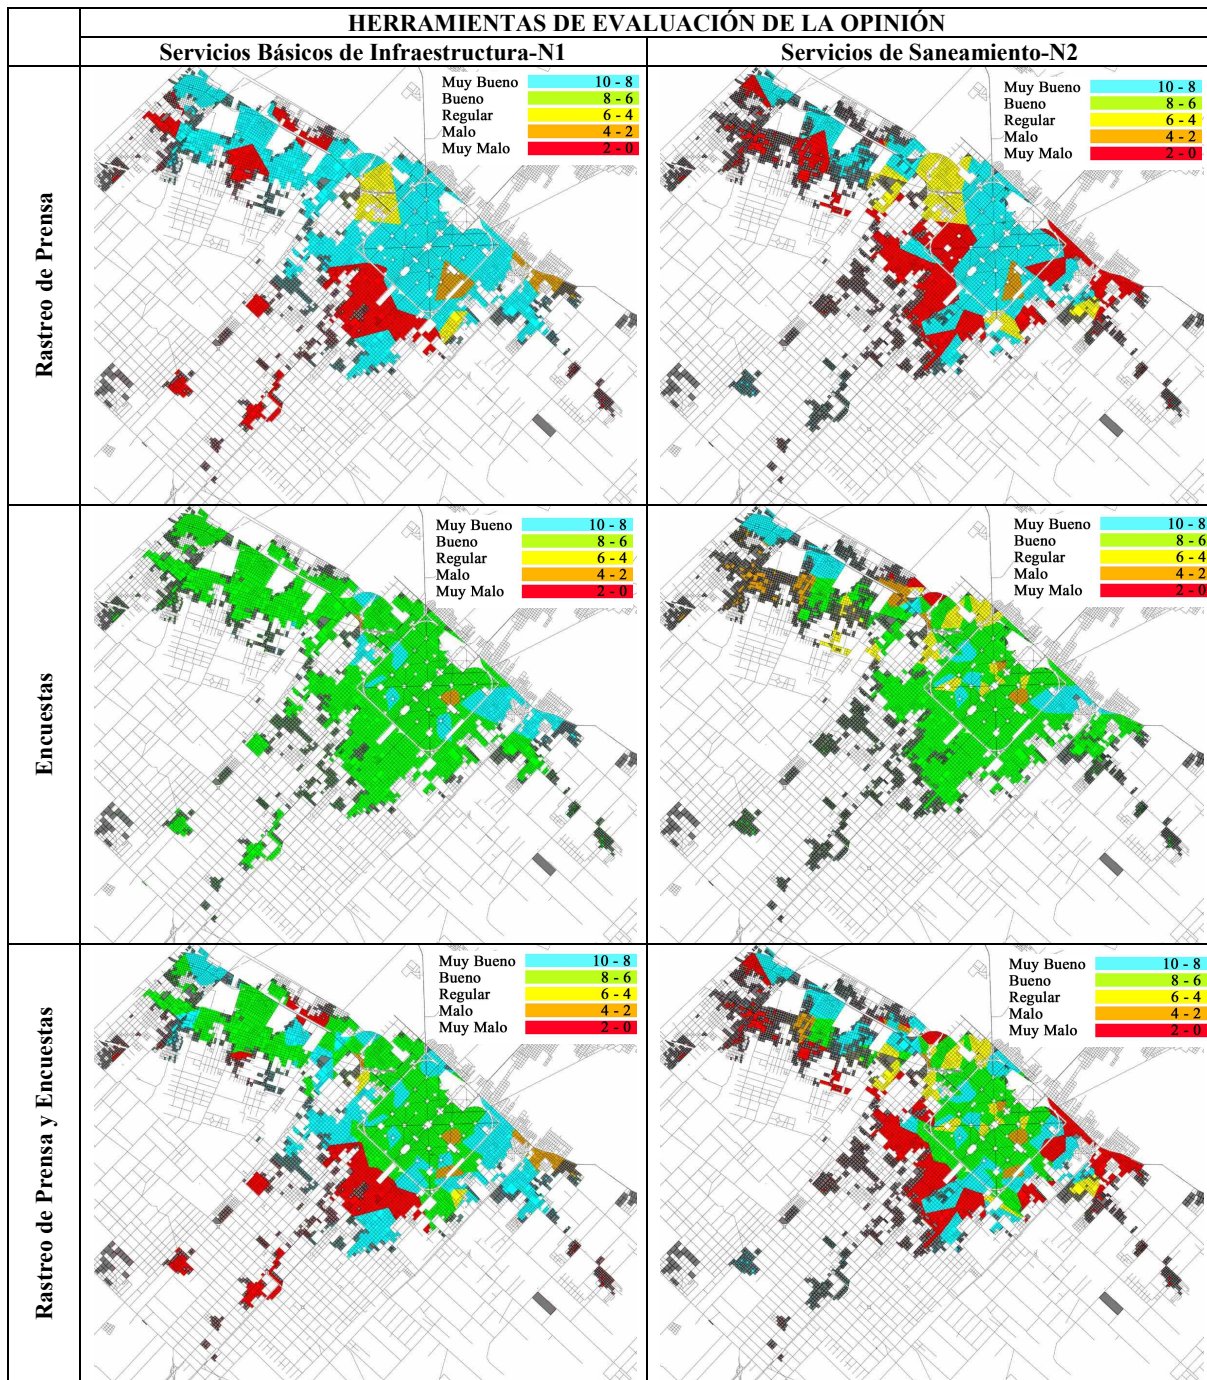 HERRAMIENTAS DE EVALUACIÓN DE LA OPINIÓN
Servicios Básicos de Infraestructura-N1
Servicios de Saneamiento-N2
Rastreo de Prensa
Muy Bueno 10 - 8
Bueno 8 - 6
Regular 6 - 4
Malo 4 - 2
Muy Malo 2 - 0
Muy Bueno 10 - 8
Bueno 8 - 6
Regular 6 - 4
Malo 4 - 2
Muy Malo 2 - 0
Encuestas
Muy Bueno 10 - 8
Bueno 8 - 6
Regular 6 - 4
Malo 4 - 2
Muy Malo 2 - 0
Muy Bueno 10 - 8
Bueno 8 - 6
Regular 6 - 4
Malo 4 - 2
Muy Malo 2 - 0
Rastreo de Prensa y Encuestas
Muy Bueno 10 - 8
Bueno 8 - 6
Regular 6 - 4
Malo 4 - 2
Muy Malo 2 - 0
Muy Bueno 10 - 8
Bueno 8 - 6
Regular 6 - 4
Malo 4 - 2
Muy Malo 2 - 0